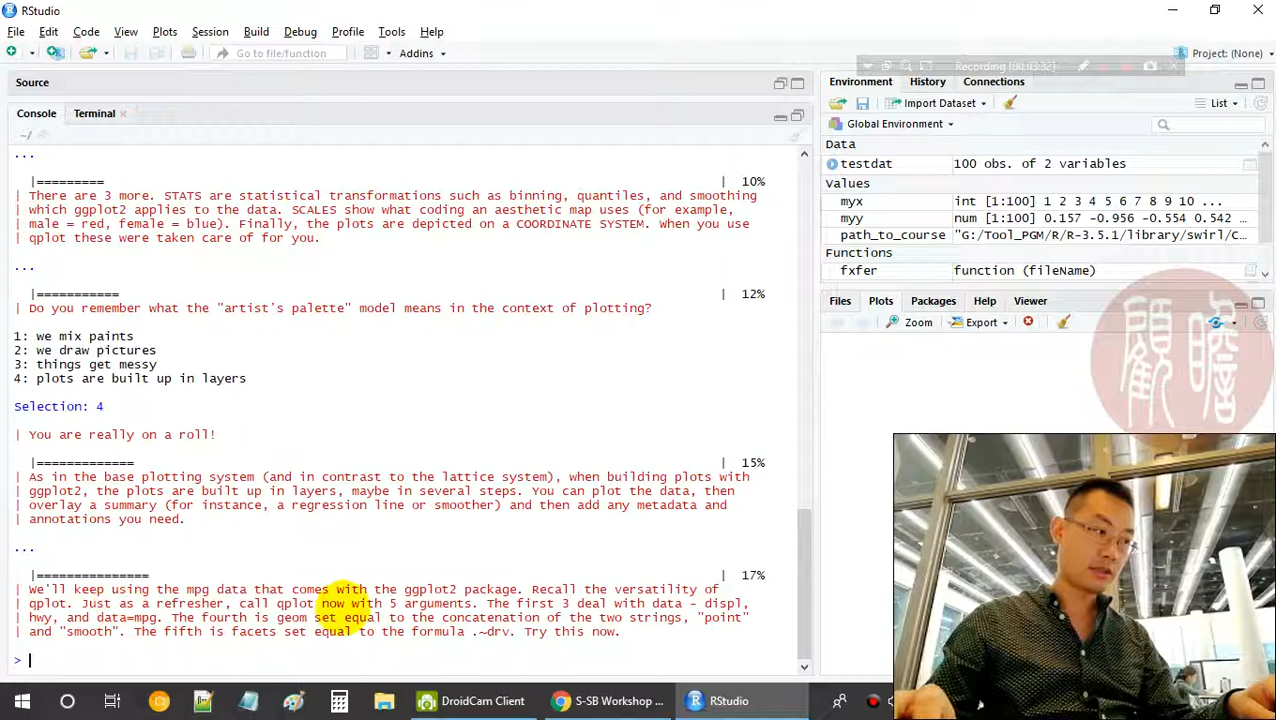 RStudio
File Edit Code View Plots Session Build Debug Profile Tools Help
Go to file/function
Addins
Project: (None)
Recording [00:03:32]
Source
Console Terminal
~/
...
|========= | 10%
| There are 3 more. STATS are statistical transformations such as binning, quantiles, and smoothing
| which ggplot2 applies to the data. SCALES show what coding an aesthetic map uses (for example,
| male = red, female = blue). Finally, the plots are depicted on a COORDINATE SYSTEM. When you use
| qplot these were taken care of for you.
...
|=========== | 12%
| Do you remember what the "artist's palette" model means in the context of plotting?
1: we mix paints
2: we draw pictures
3: things get messy
4: plots are built up in layers
Selection: 4
| You are really on a roll!
|============= | 15%
| As in the base plotting system (and in contrast to the lattice system), when building plots with
| ggplot2, the plots are built up in layers, maybe in several steps. You can plot the data, then
| overlay a summary (for instance, a regression line or smoother) and then add any metadata and
| annotations you need.
...
|=============== | 17%
| We'll keep using the mpg data that comes with the ggplot2 package. Recall the versatility of
| qplot. Just as a refresher, call qplot now with 5 arguments. The first 3 deal with data - displ,
| hwy, and data=mpg. The fourth is geom set equal to the concatenation of the two strings, "point"
| and "smooth". The fifth is facets set equal to the formula .~drv. Try this now.
>
Environment History Connections
Import Dataset List
Global Environment
Data
testdat 100 obs. of 2 variables
Values
myx int [1:100] 1 2 3 4 5 6 7 8 9 10 ...
myy num [1:100] 0.157 -0.956 -0.554 0.542 ...
path_to_course "G:/Tool_PGM/R/R-3.5.1/library/swirl/C...
Functions
fxfer function (fileName)
Files Plots Packages Help Viewer
Zoom Export
顧瞻
DroidCam Client
S-SB Workshop ...
RStudio